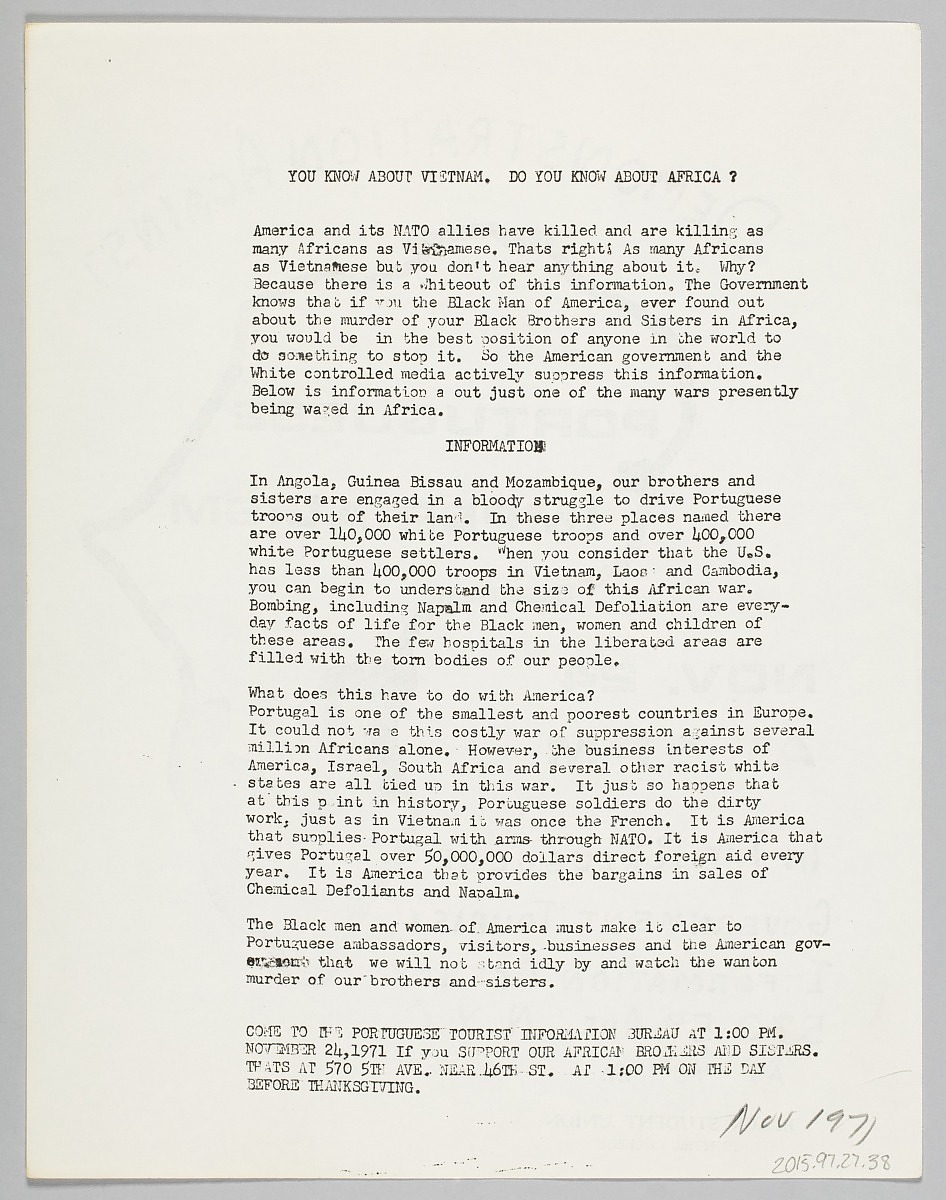 YOU KNOW ABOUT VIETNAM. DO YOU KNOW ABOUT AFRICA ?
America and its NATO allies have killed and are killing as
many Africans as Vietnamese. Thats right! As many Africans
as Vietnamese but you don't hear anything about it. Why?
Because there is a Whiteout of this information. The Government
knows that if you the Black Man of America, ever found out
about the murder of your Black Brothers and Sisters in Africa,
you would be in the best position of anyone in the world to
do something to stop it. So the American government and the
White controlled media actively suppress this information.
Below is information a out just one of the many wars presently
being waged in Africa.
INFORMATION
In Angola, Guinea Bissau and Mozambique, our brothers and
sisters are engaged in a bloody struggle to drive Portuguese
troops out of their land. In these three places named there
are over 140,000 white Portuguese troops and over 400,000
white Portuguese settlers. When you consider that the U.S.
has less than 400,000 troops in Vietnam, Laos and Cambodia,
you can begin to understand the size of this African war.
Bombing, including Napalm and Chemical Defoliation are every-
day facts of life for the Black men, women and children of
these areas. The few hospitals in the liberated areas are
filled with the torn bodies of our people.
What does this have to do with America?
Portugal is one of the smallest and poorest countries in Europe.
It could not wa e this costly war of suppression against several
million Africans alone. However, the business interests of
America, Israel, South Africa and several other racist white
states are all tied up in this war. It just so happens that
at this p int in history, Portuguese soldiers do the dirty
work, just as in Vietnam it was once the French. It is America
that supplies Portugal with arms through NATO. It is America that
gives Portugal over 50,000,000 dollars direct foreign aid every
year. It is America that provides the bargains in sales of
Chemical Defoliants and Napalm.
The Black men and women of America must make it clear to
Portuguese ambassadors, visitors, businesses and the American gov-
ernment that we will not stand idly by and watch the wanton
murder of our brothers and sisters.
COME TO THE PORTUGUESE TOURIST INFORMATION BUREAU AT 1:00 PM.
NOVEMBER 24,1971 If you SUPPORT OUR AFRICAN BROTHERS AND SISTERS.
THATS AT 570 5TH AVE. NEAR 46TH ST. AT 1:00 PM ON THE DAY
BEFORE THANKSGIVING.
Nov 1971
2015.97.27.38